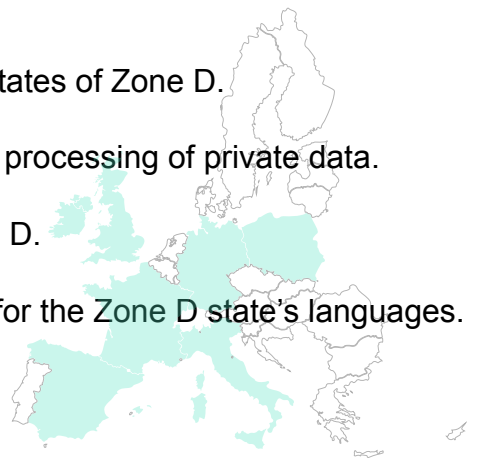 tates of Zone D.
processing of private data.
D.
for the Zone D state’s languages.